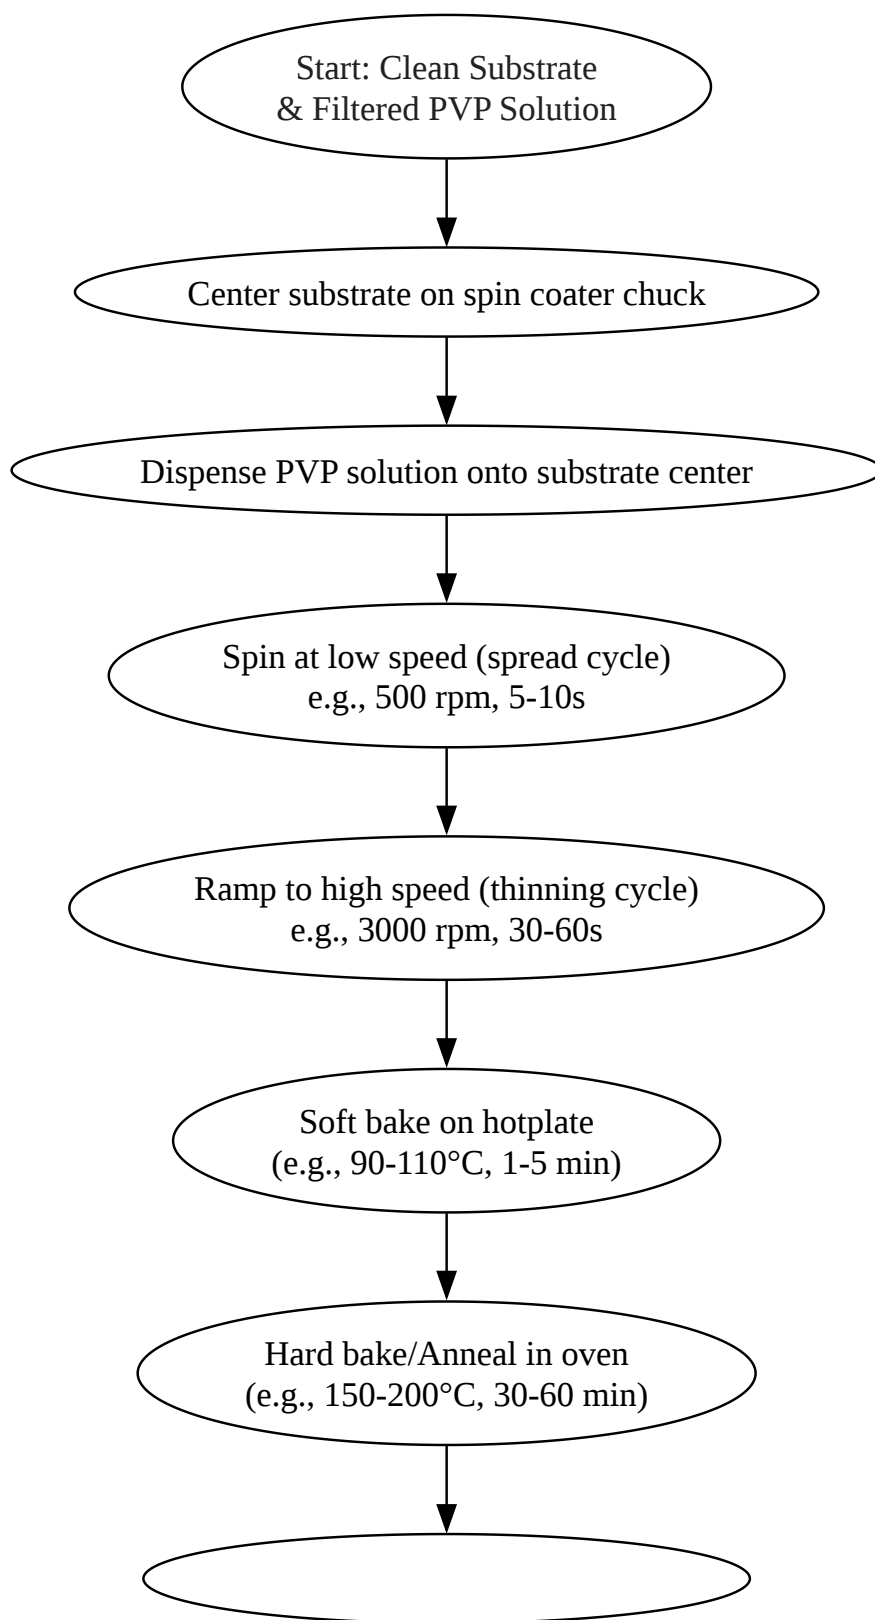 Start: Clean Substrate
& Filtered PVP Solution
Center substrate on spin coater chuck
Dispense PVP solution onto substrate center
Spin at low speed (spread cycle)
e.g., 500 rpm, 5-10s
Ramp to high speed (thinning cycle)
e.g., 3000 rpm, 30-60s
Soft bake on hotplate
(e.g., 90-110°C, 1-5 min)
Hard bake/Anneal in oven
(e.g., 150-200°C, 30-60 min)